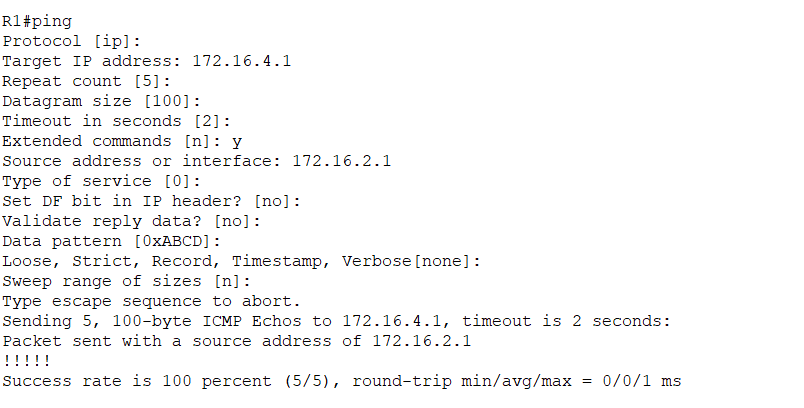 R1#ping
Protocol [ip]:
Target IP address: 172.16.4.1
Repeat count [5]:
Datagram size [100]:
Timeout in seconds [2]:
Extended commands [n]: y
Source address or interface: 172.16.2.1
Type of service [0]:
Set DF bit in IP header? [no]:
Validate reply data? [no]:
Data pattern [0xABCD]:
Loose, Strict, Record, Timestamp, Verbose[none]:
Sweep range of sizes [n]:
Type escape sequence to abort.
Sending 5, 100-byte ICMP Echos to 172.16.4.1, timeout is 2 seconds:
Packet sent with a source address of 172.16.2.1
!!!!!
Success rate is 100 percent (5/5), round-trip min/avg/max = 0/0/1 ms